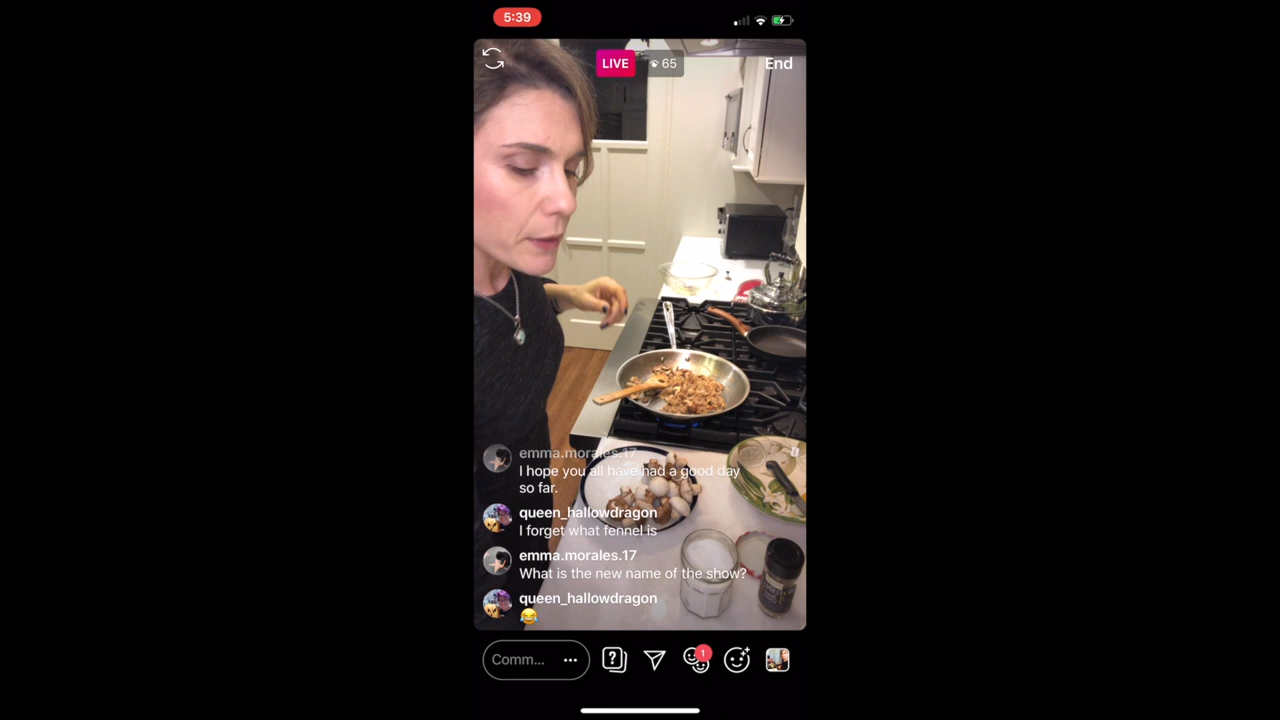 5:39
LIVE
65
End
emma.morales.17
I hope you all have had a good day
so far.
queen_hallowdragon
I forget what fennel is
emma.morales.17
What is the new name of the show?
queen_hallowdragon
😂
Comm...
?
1